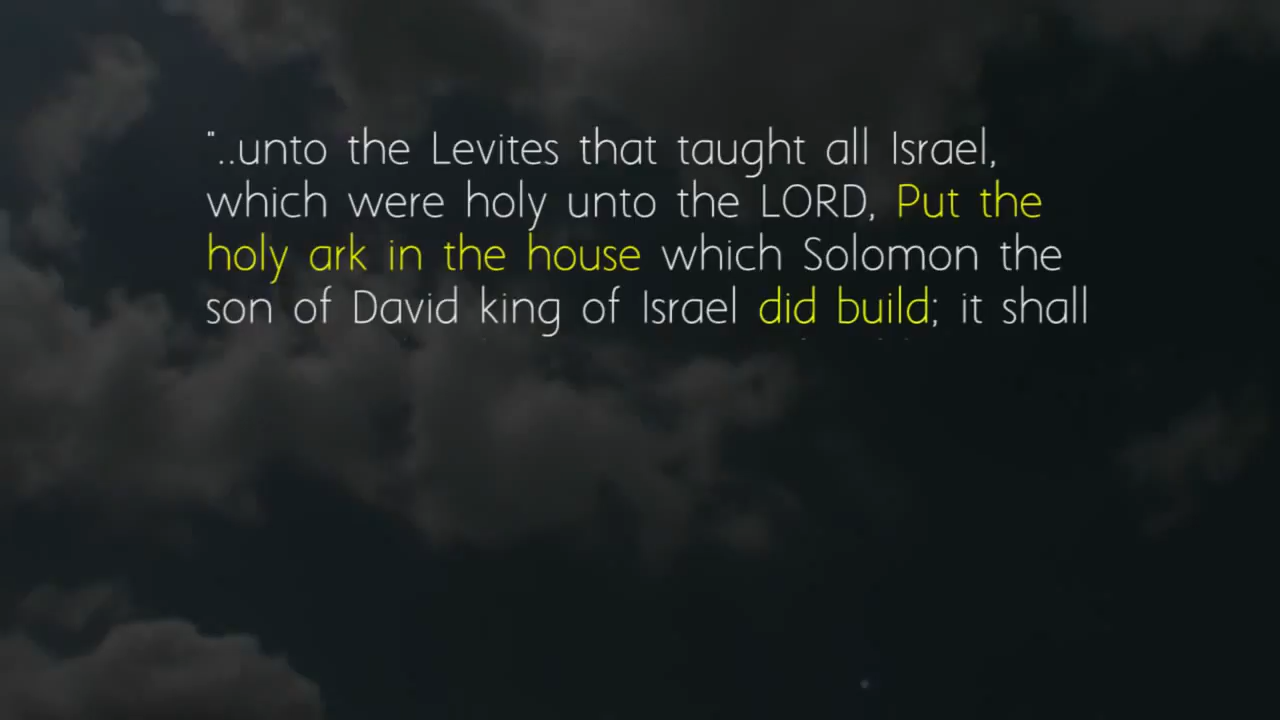 "..unto the Levites that taught all Israel,
which were holy unto the LORD, Put the
holy ark in the house which Solomon the
son of David king of Israel did build; it shall